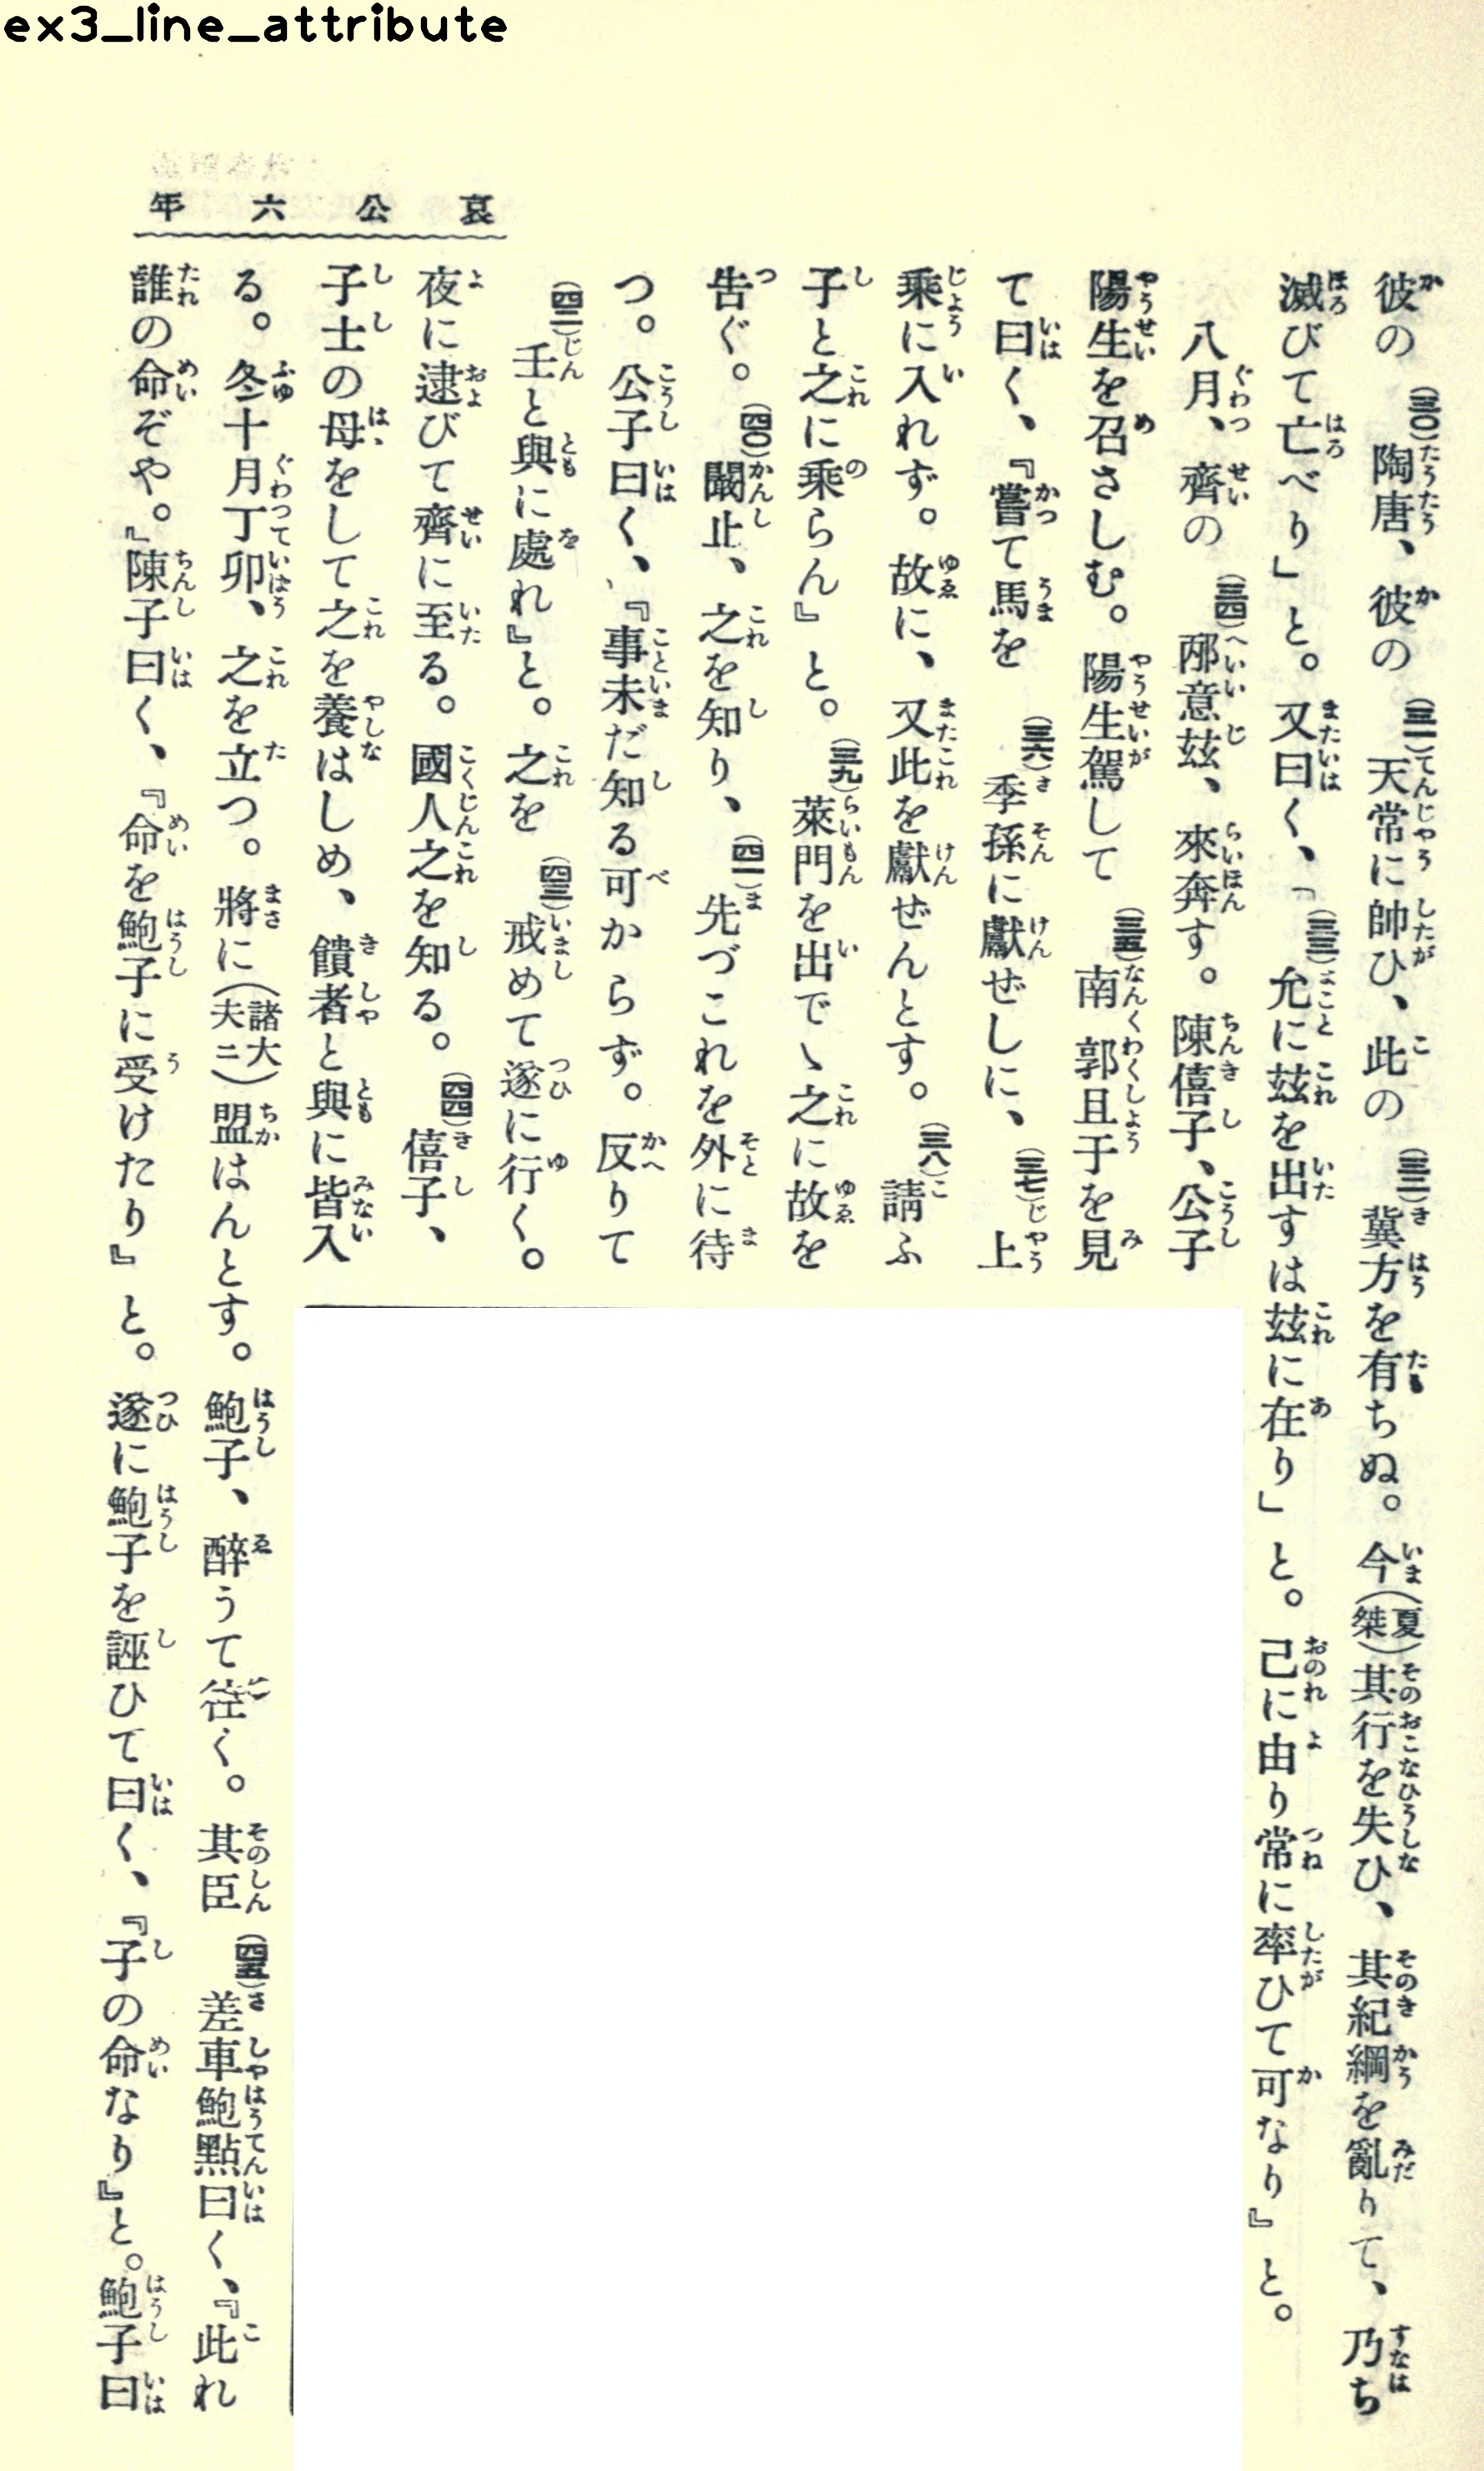 ex3_line_attribute
哀公六年
彼の(三〇)陶唐、彼の(三一)天常に帥ひ、此の(三二)冀方を有ちぬ。今(夏桀)其行を失ひ、其紀綱を亂りて、乃ち
滅びて亡べり」と。又曰く、「(三三)允に茲を出すは茲に在り」と。己に由り常に率ひて可なり』と。
八月、齊の(三四)邴意茲、來奔す。陳僖子、公子
陽生を召さしむ。陽生駕して(三五)南郭且于を見
て曰く、『嘗て馬を(三六)季孫に獻ぜしに、(三七)上
乘に入れず。故に、又此を獻ぜんとす。(三八)請ふ
子と之に乘らん』と。(三九)萊門を出でゝ之に故を
告ぐ。(四〇)闞止、之を知り、(四一)先づこれを外に待
つ。公子曰く、『事未だ知る可からず。反りて
(四二)壬と與に處れ』と。之を(四三)戒めて遂に行く。
夜に逮びて齊に至る。國人之を知る。(四四)僖子、
子士の母をして之を養はしめ、饋者と與に皆入
る。冬十月丁卯、之を立つ。將に(諸大夫ニ)盟はんとす。鮑子、醉うて徃く。其臣(四五)差車鮑點曰く、『此れ
誰の命ぞや。』陳子曰く、『命を鮑子に受けたり』と。遂に鮑子を誣ひて曰く、『子の命なり』と。鮑子曰